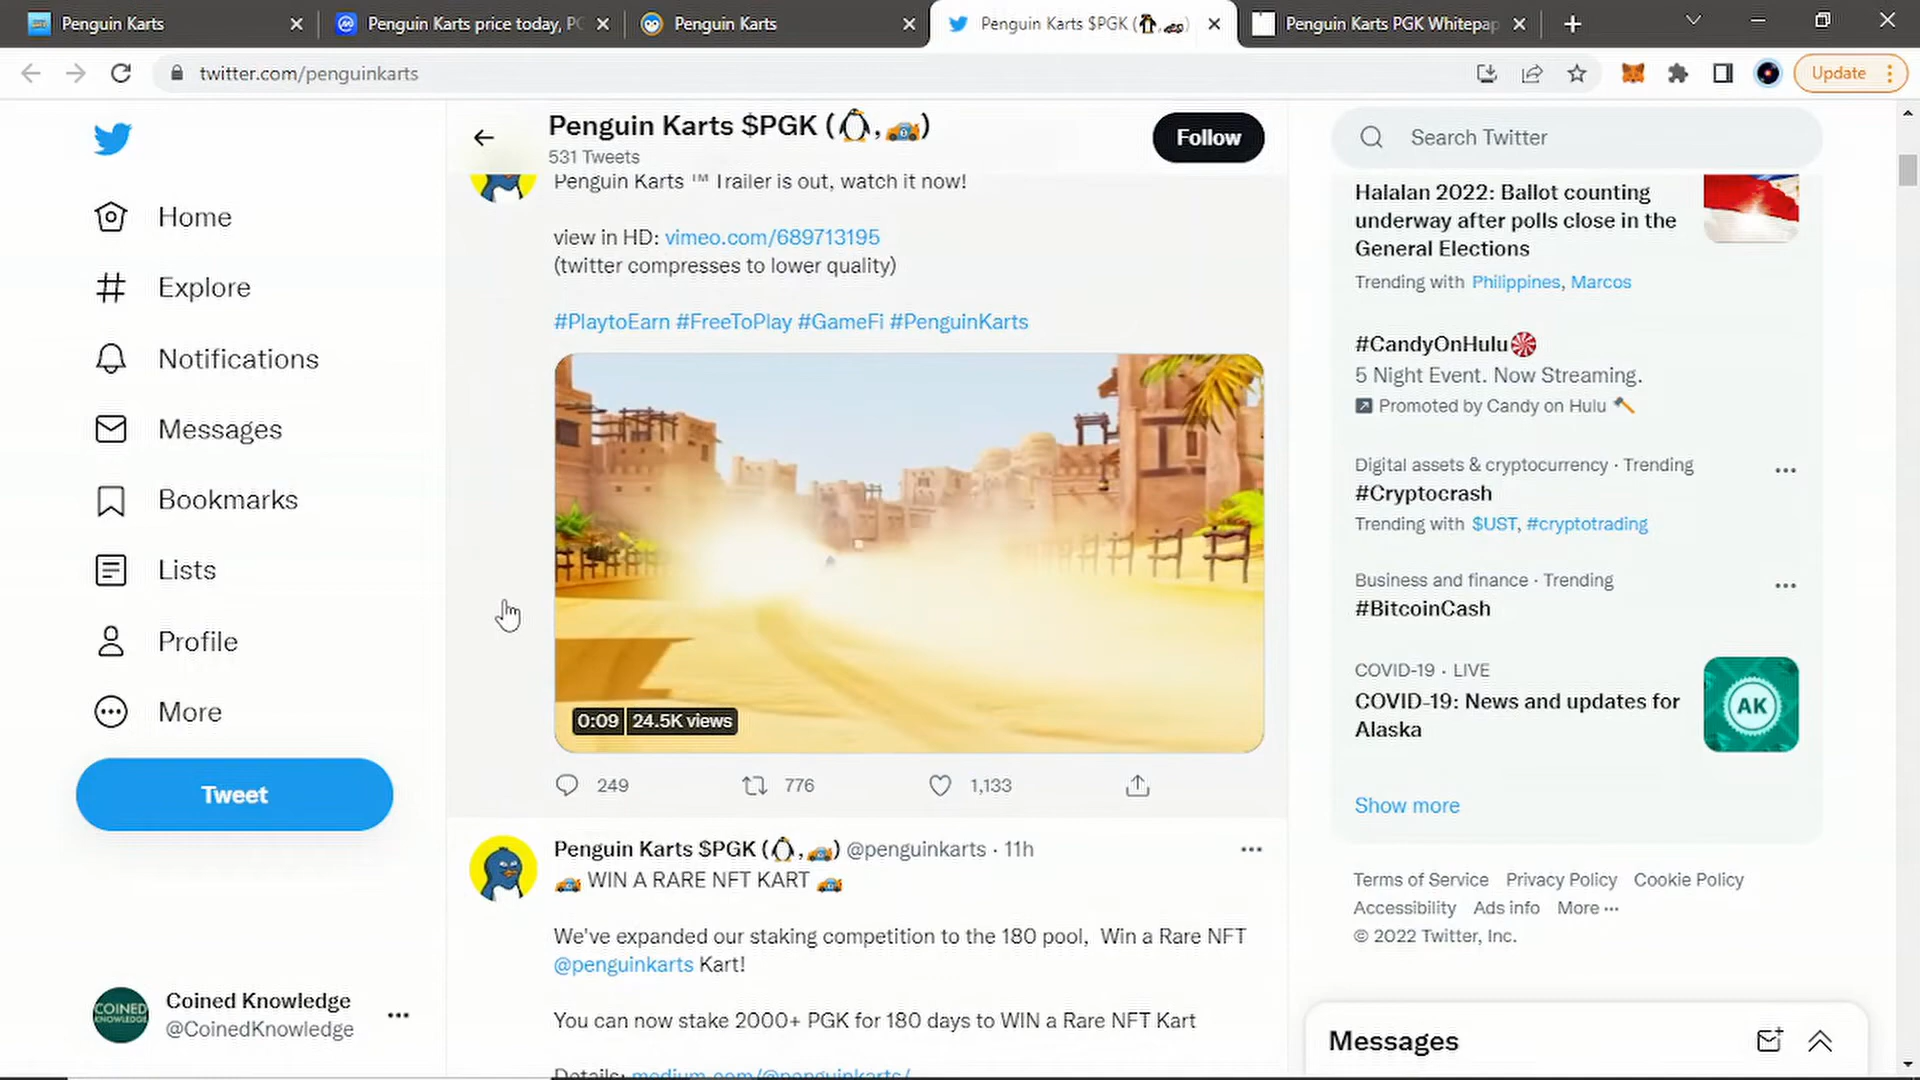 Penguin Karts
Penguin Karts price today, PG
Penguin Karts
Penguin Karts $PGK (🐧,🏎️)
Penguin Karts PGK Whitepap
twitter.com/penguinkarts
Update
Home
Explore
Notifications
Messages
Bookmarks
Lists
Profile
More
Tweet
Coined Knowledge
@CoinedKnowledge
COINED
KNOWLEDGE
Penguin Karts $PGK (🐧,🏎️)
531 Tweets
Follow
Penguin Karts ™ Trailer is out, watch it now!
view in HD: vimeo.com/689713195
(twitter compresses to lower quality)
#PlaytoEarn #FreeToPlay #GameFi #PenguinKarts
0:09 24.5K views
249 776 1,133
Penguin Karts $PGK (🐧,🏎️) @penguinkarts · 11h
🏎️ WIN A RARE NFT KART 🏎️
We've expanded our staking competition to the 180 pool, Win a Rare NFT
@penguinkarts Kart!
You can now stake 2000+ PGK for 180 days to WIN a Rare NFT Kart
Details: medium.com/@penguinkarts/
Search Twitter
Halalan 2022: Ballot counting
underway after polls close in the
General Elections
Trending with Philippines, Marcos
#CandyOnHulu
5 Night Event. Now Streaming.
Promoted by Candy on Hulu 🪓
Digital assets & cryptocurrency · Trending
#Cryptocrash
Trending with $UST, #cryptotrading
Business and finance · Trending
#BitcoinCash
COVID-19 · LIVE
COVID-19: News and updates for
Alaska
AK
Show more
Terms of Service Privacy Policy Cookie Policy
Accessibility Ads info More ···
© 2022 Twitter, Inc.
Messages